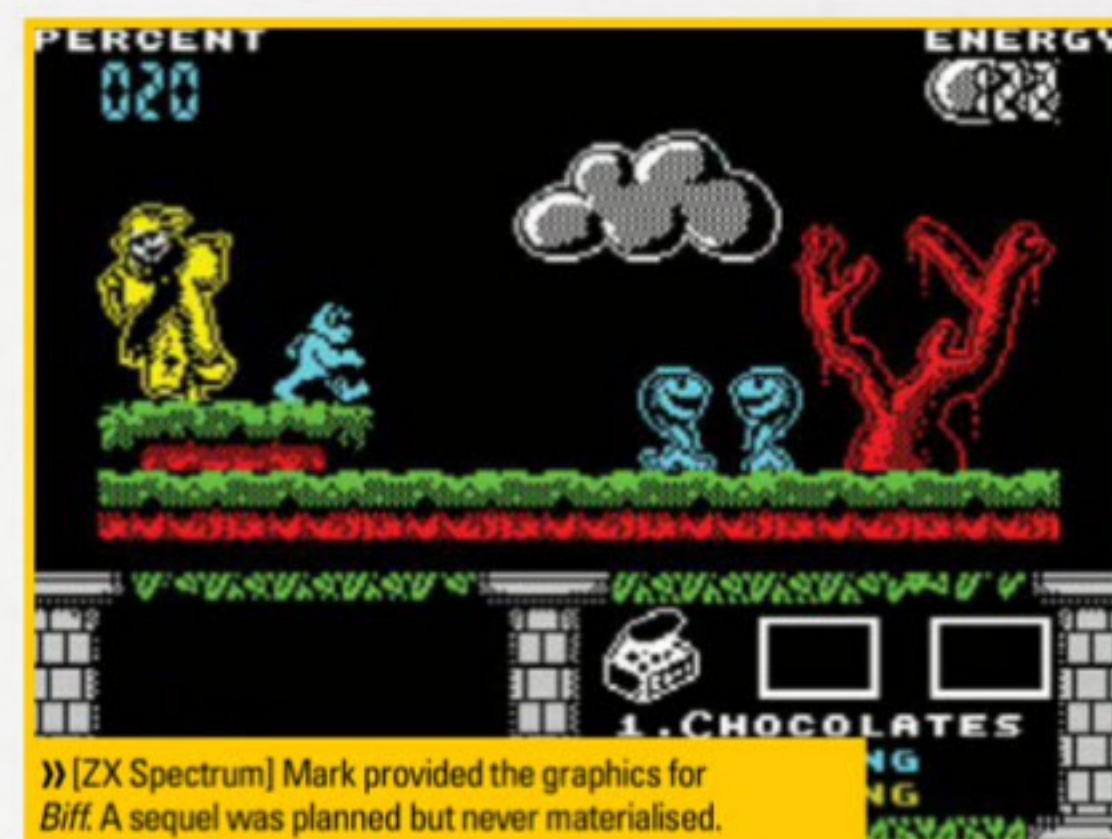 PERCENT ENERGY
020
1.CHOCOLATES
NG
NG
» [ZX Spectrum] Mark provided the graphics for
Biff. A sequel was planned but never materialised.